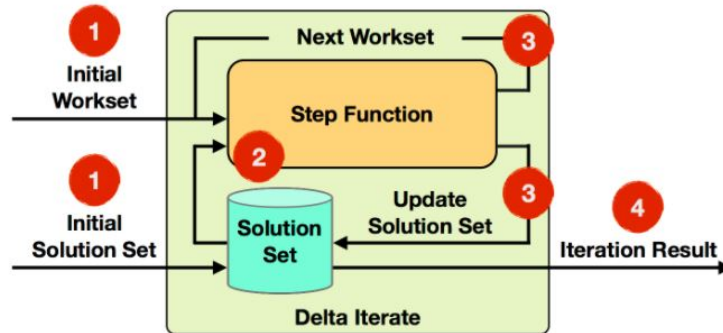 1
Initial
Workset
Next Workset
3
Step Function
2
1
Initial
Solution Set
Solution
Set
Update
Solution Set
3
4
Iteration Result
Delta Iterate